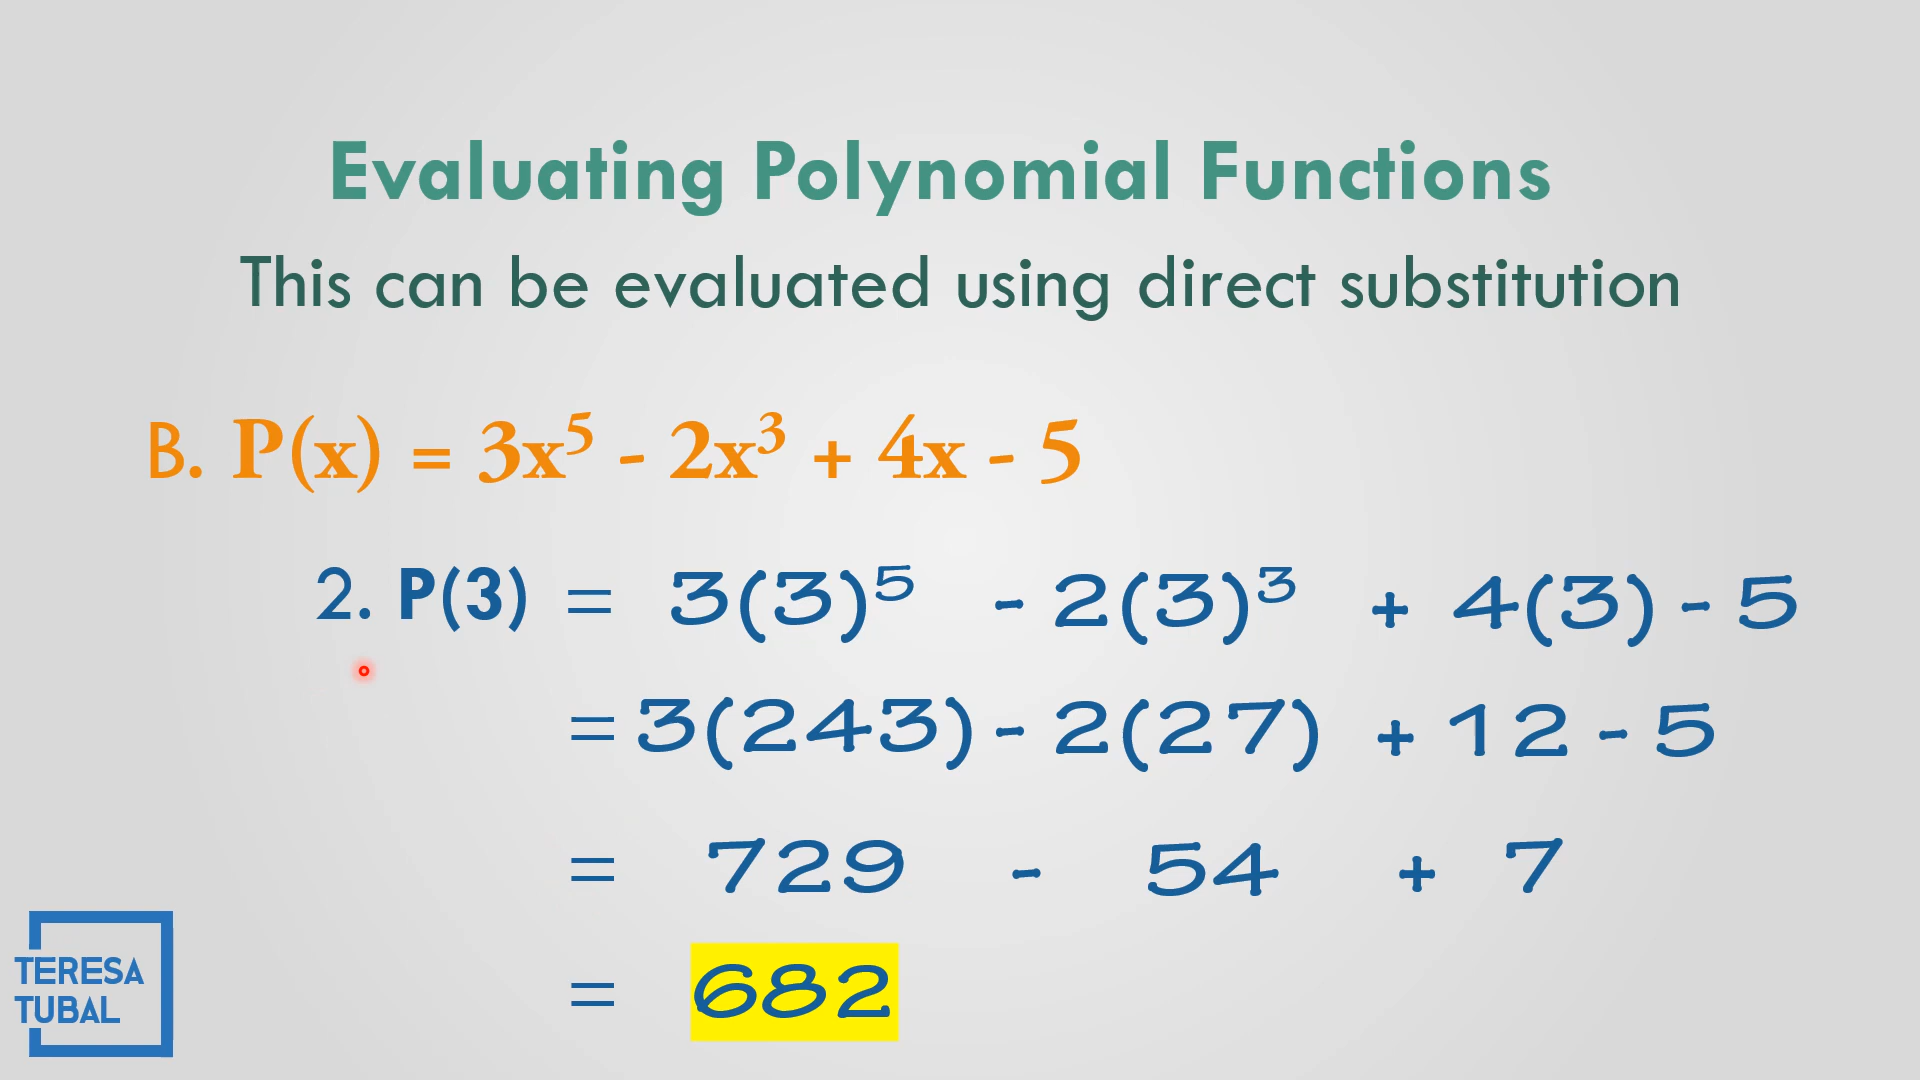 Evaluating Polynomial Functions
This can be evaluated using direct substitution
B. P(x) = 3x⁵ - 2x³ + 4x - 5
2. P(3) = 3(3)⁵ - 2(3)³ + 4(3) - 5
= 3(243) - 2(27) + 12 - 5
= 729 - 54 + 7
= 682
TERESA
TUBAL